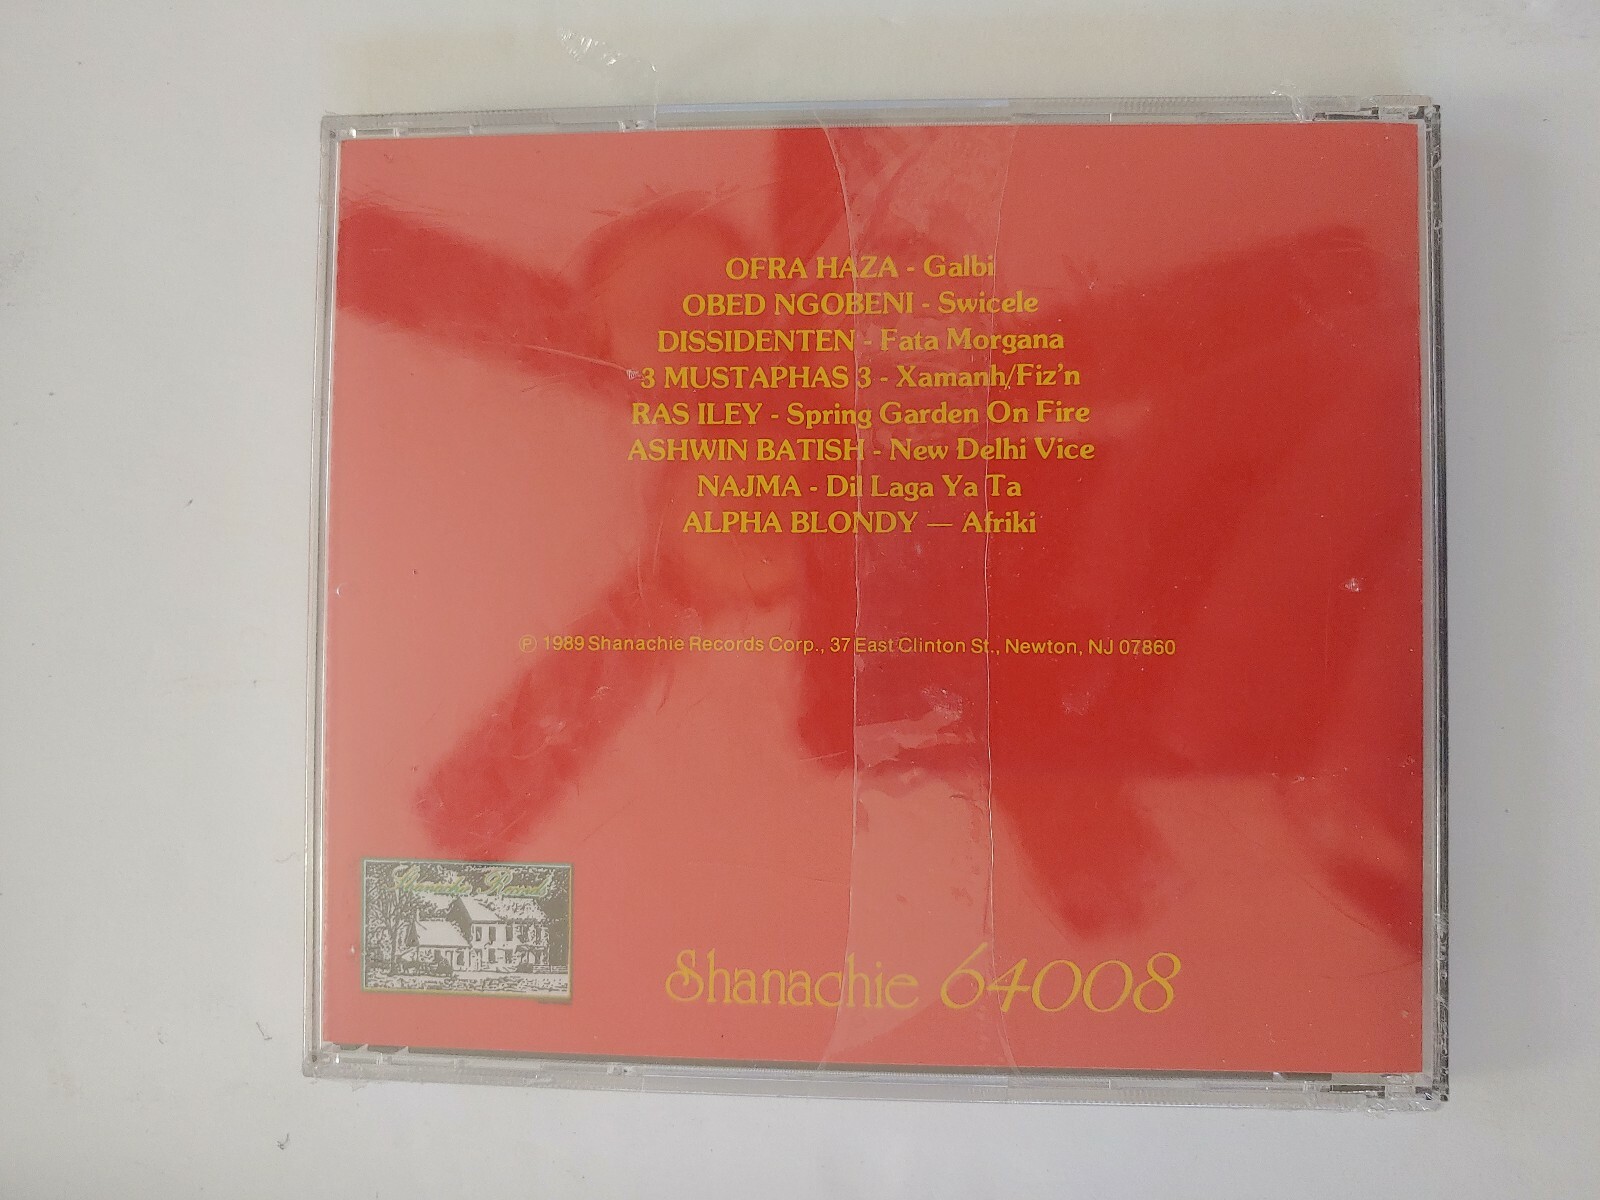 OFRA HAZA - Galbi
OBED NGOBENI - Swicele
DISSIDENTEN - Fata Morgana
3 MUSTAPHAS 3 - Xamanh/Fiz'n
RAS ILEY - Spring Garden On Fire
ASHWIN BATISH - New Delhi Vice
NAJMA - Dil Laga Ya Ta
ALPHA BLONDY — Afriki
℗ 1989 Shanachie Records Corp., 37 East Clinton St., Newton, NJ 07860
Shanachie Records
Shanachie 64008